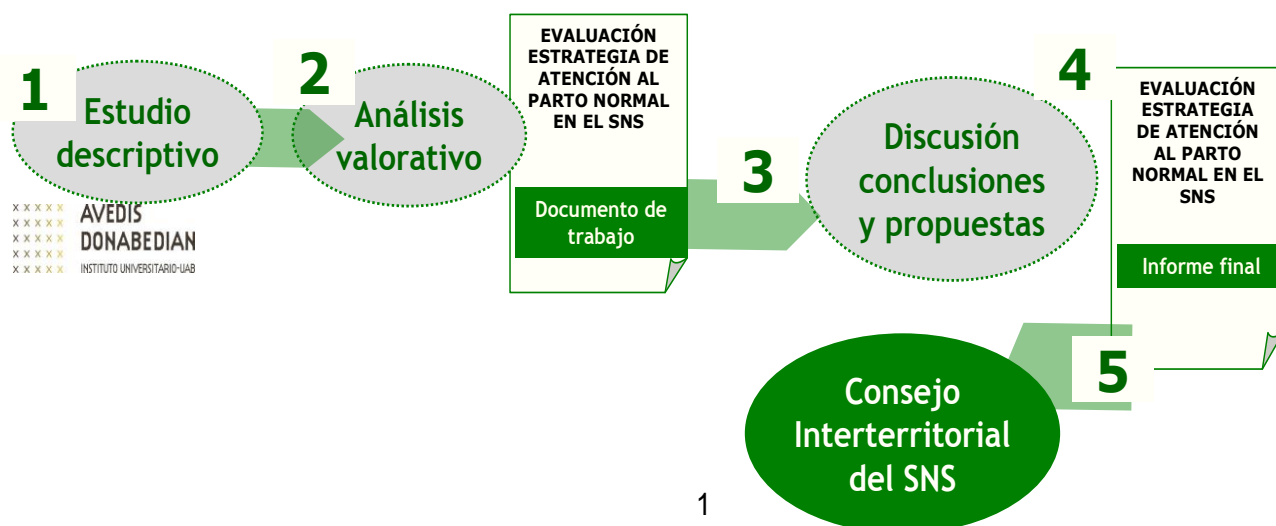 1
Estudio
descriptivo
AVEDIS
DONABEDIAN
INSTITUTO UNIVERSITARIO-UAB
2
Análisis
valorativo
EVALUACIÓN
ESTRATEGIA DE
ATENCIÓN AL
PARTO NORMAL
EN EL SNS
Documento de
trabajo
3
Discusión
conclusiones
y propuestas
4
EVALUACIÓN
ESTRATEGIA
DE ATENCIÓN
AL PARTO
NORMAL EN EL
SNS
Informe final
5
Consejo
Interterritorial
del SNS
1